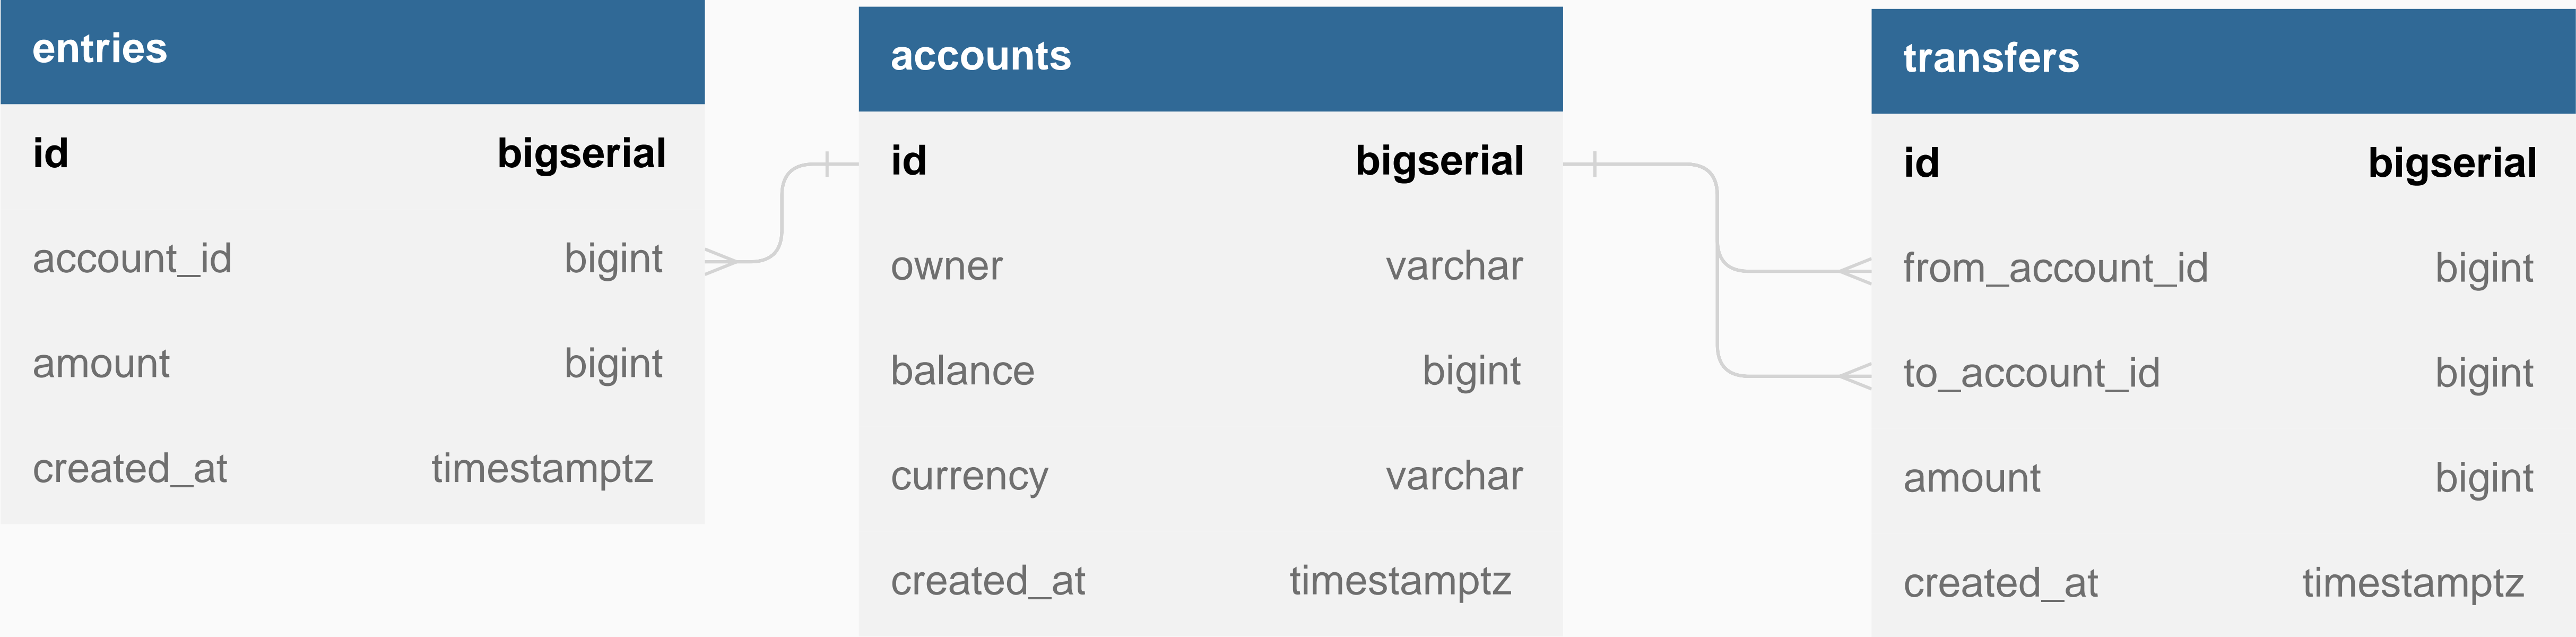 entries
id bigserial
account_id bigint
amount bigint
created_at timestamptz
accounts
id bigserial
owner varchar
balance bigint
currency varchar
created_at timestamptz
transfers
id bigserial
from_account_id bigint
to_account_id bigint
amount bigint
created_at timestamptz